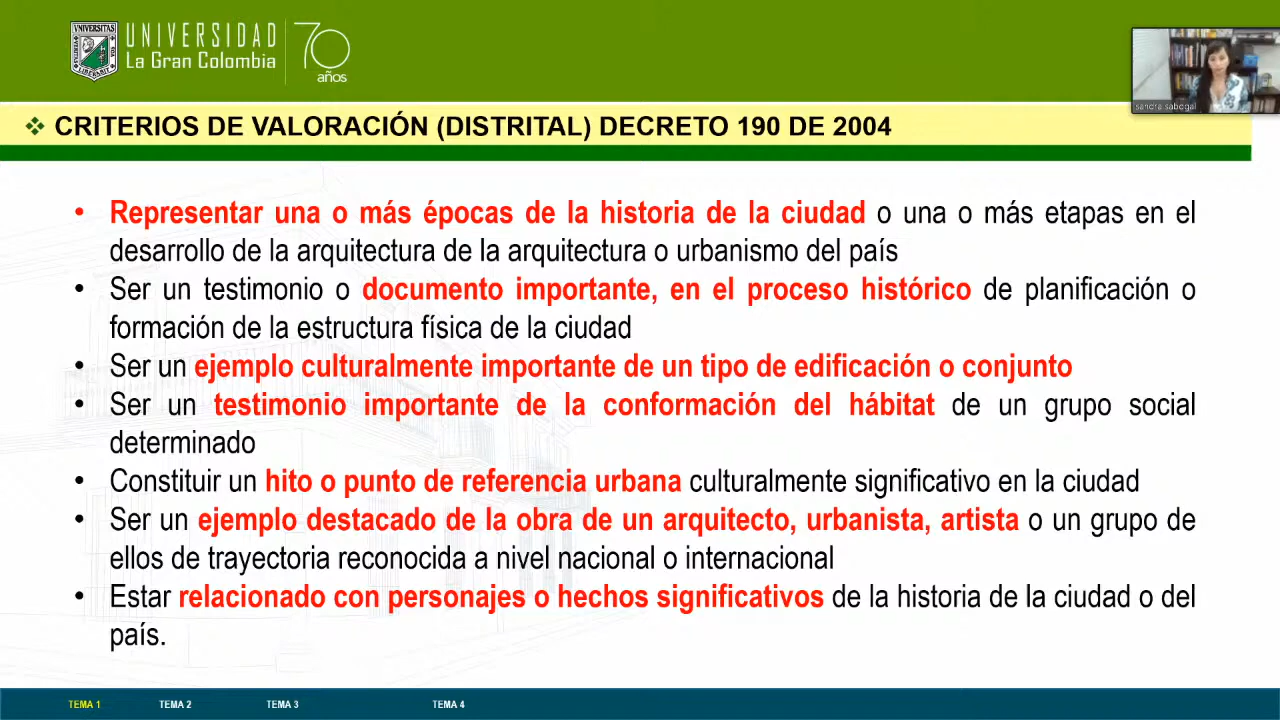 UNIVERSITAS
VERITAS
LIBERABIT
UNIVERSIDAD
La Gran Colombia
70
años
sandra sabogal
❖ CRITERIOS DE VALORACIÓN (DISTRITAL) DECRETO 190 DE 2004
• Representar una o más épocas de la historia de la ciudad o una o más etapas en el
desarrollo de la arquitectura de la arquitectura o urbanismo del país
• Ser un testimonio o documento importante, en el proceso histórico de planificación o
formación de la estructura física de la ciudad
• Ser un ejemplo culturalmente importante de un tipo de edificación o conjunto
• Ser un testimonio importante de la conformación del hábitat de un grupo social
determinado
• Constituir un hito o punto de referencia urbana culturalmente significativo en la ciudad
• Ser un ejemplo destacado de la obra de un arquitecto, urbanista, artista o un grupo de
ellos de trayectoria reconocida a nivel nacional o internacional
• Estar relacionado con personajes o hechos significativos de la historia de la ciudad o del
país.
TEMA 1 TEMA 2 TEMA 3 TEMA 4